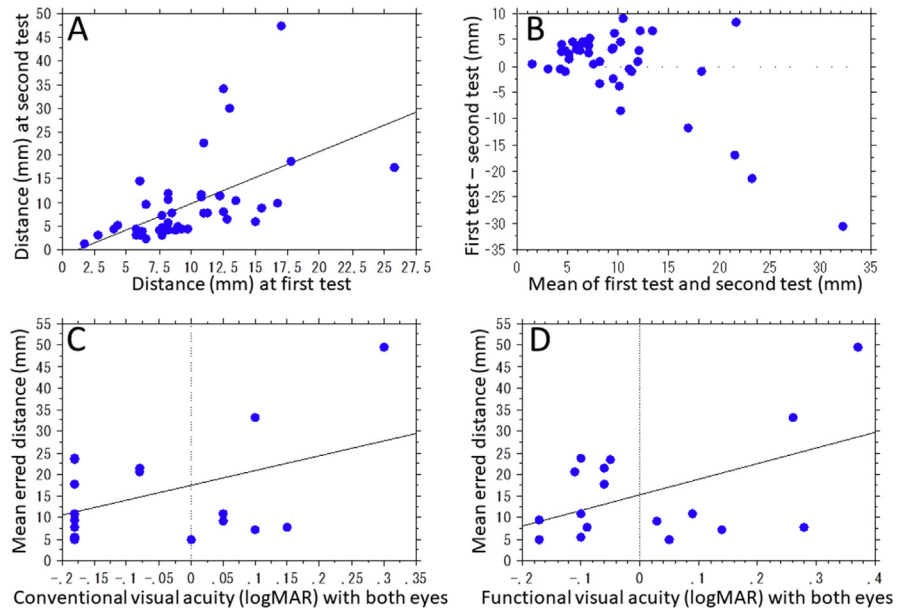 A
Distance (mm) at second test
50
45
40
35
30
25
20
15
10
5
0
0 2.5 5 7.5 10 12.5 15 17.5 20 22.5 25 27.5
Distance (mm) at first test
B
First test – second test (mm)
10
5
0
-5
-10
-15
-20
-25
-30
-35
0 5 10 15 20 25 30 35
Mean of first test and second test (mm)
C
Mean erred distance (mm)
55
50
45
40
35
30
25
20
15
10
5
0
-.2 -.15 -.1 -.05 0 .05 .1 .15 .2 .25 .3 .35
Conventional visual acuity (logMAR) with both eyes
D
Mean erred distance (mm)
55
50
45
40
35
30
25
20
15
10
5
0
-.2 -.1 0 .1 .2 .3 .4
Functional visual acuity (logMAR) with both eyes